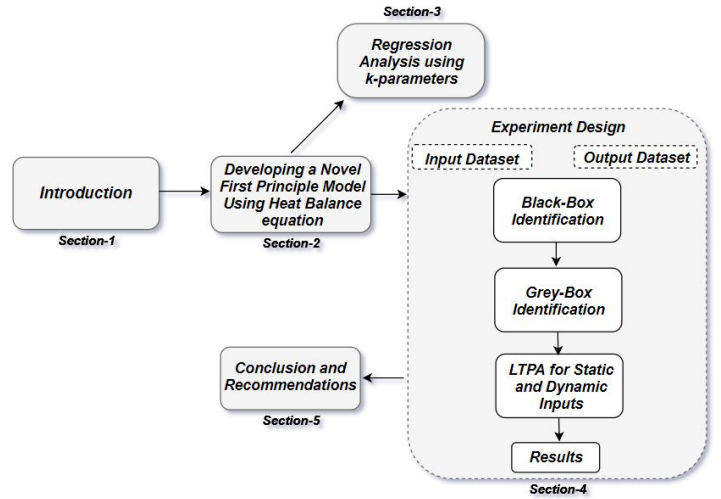 Section-3
Regression
Analysis using
k-parameters
Introduction
Section-1
Developing a Novel
First Principle Model
Using Heat Balance
equation
Section-2
Experiment Design
Input Dataset
Output Dataset
Black-Box
Identification
Grey-Box
Identification
LTPA for Static
and Dynamic
Inputs
Results
Section-4
Conclusion and
Recommendations
Section-5